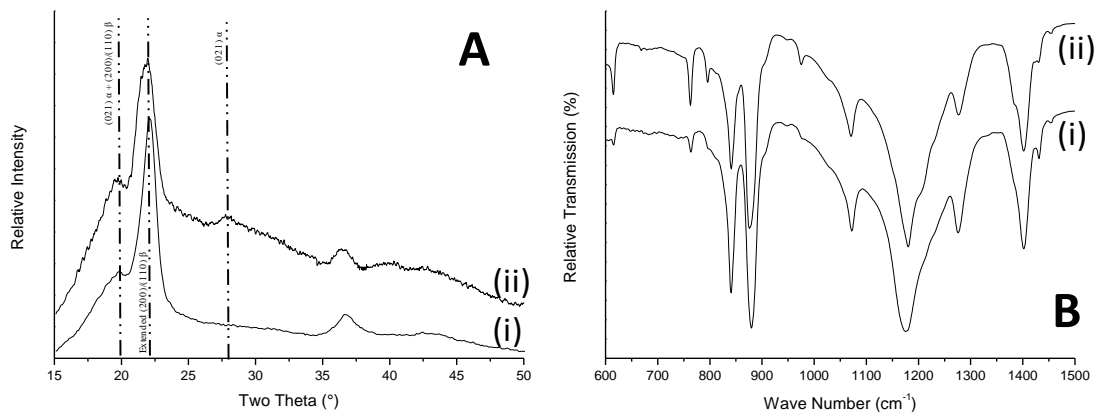 A
(021) α + (200)/(110) β
Extended (200)/(110) β
(021) α
(ii)
(i)
Relative Intensity
15 20 25 30 35 40 45 50
Two Theta (°)
(ii)
(i)
B
Relative Transmission (%)
600 700 800 900 1000 1100 1200 1300 1400 1500
Wave Number (cm⁻¹)